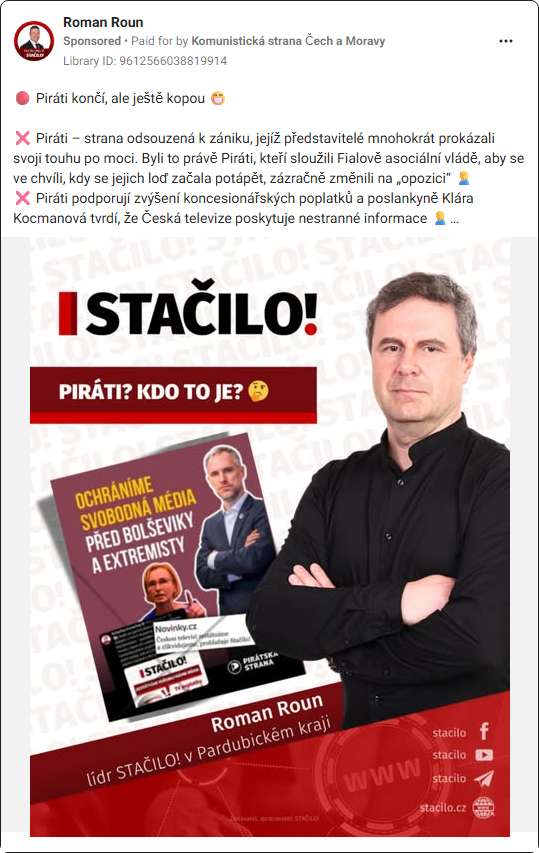 Roman Roun
Sponsored • Paid for by Komunistická strana Čech a Moravy
Library ID: 9612566038819914
Piráti končí, ale ještě kopou
Piráti – strana odsouzená k zániku, jejíž představitelé mnohokrát prokázali
svoji touhu po moci. Byli to právě Piráti, kteří sloužili Fialově asociální vládě, aby se
ve chvíli, kdy se jejich loď začala potápět, zázračně změnili na „opozici“
Piráti podporují zvýšení koncesionářských poplatků a poslankyně Klára
Kocmanová tvrdí, že Česká televize poskytuje nestranné informace ...
STAČILO!
PIRÁTI? KDO TO JE?
OCHRÁNÍME
SVOBODNÁ MÉDIA
PŘED BOLŠEVIKY
A EXTREMISTY
Novinky.cz
Českou televizi
a zlikvidujeme, prohlašuje Stačilo!
STAČILO!
PIRÁTSKÁ
STRANA
Roman Roun
lídr STAČILO! v Pardubickém kraji
stacilo
stacilo
stacilo
stacilo.cz
WWW